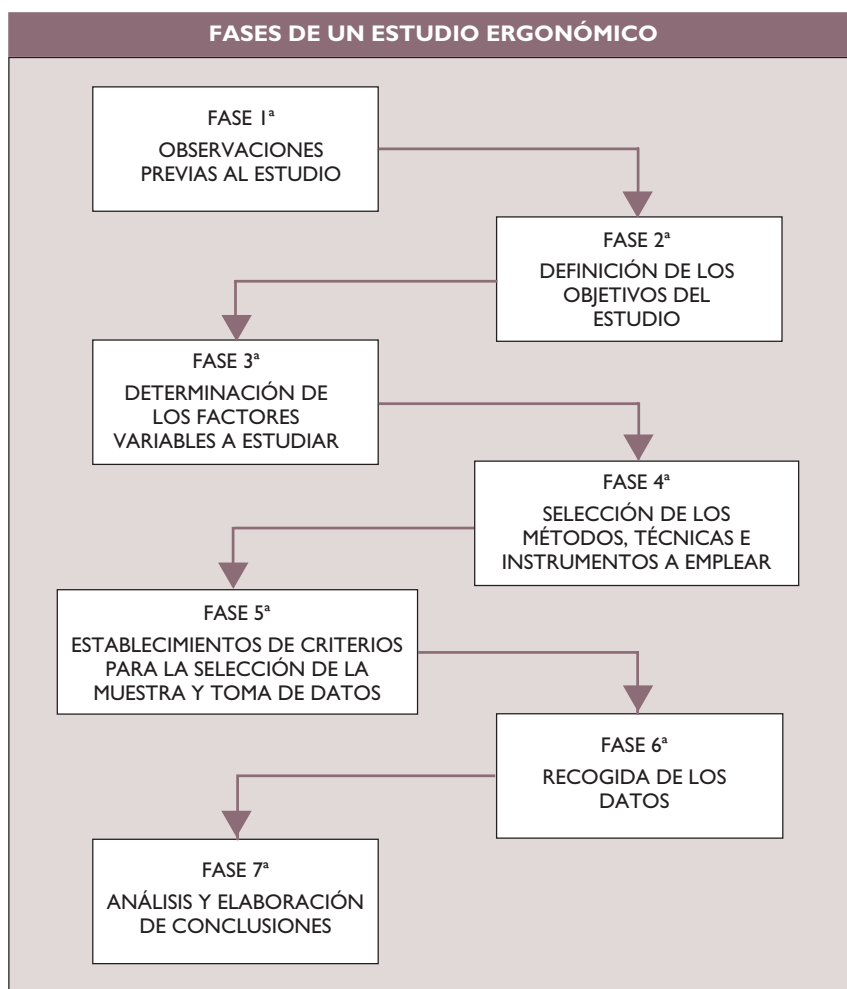 FASES DE UN ESTUDIO ERGONÓMICO
FASE 1ª
OBSERVACIONES
PREVIAS AL ESTUDIO
FASE 2ª
DEFINICIÓN DE LOS
OBJETIVOS DEL
ESTUDIO
FASE 3ª
DETERMINACIÓN DE
LOS FACTORES
VARIABLES A ESTUDIAR
FASE 4ª
SELECCIÓN DE LOS
MÉTODOS, TÉCNICAS E
INSTRUMENTOS A EMPLEAR
FASE 5ª
ESTABLECIMIENTOS DE CRITERIOS
PARA LA SELECCIÓN DE LA
MUESTRA Y TOMA DE DATOS
FASE 6ª
RECOGIDA DE LOS
DATOS
FASE 7ª
ANÁLISIS Y ELABORACIÓN
DE CONCLUSIONES